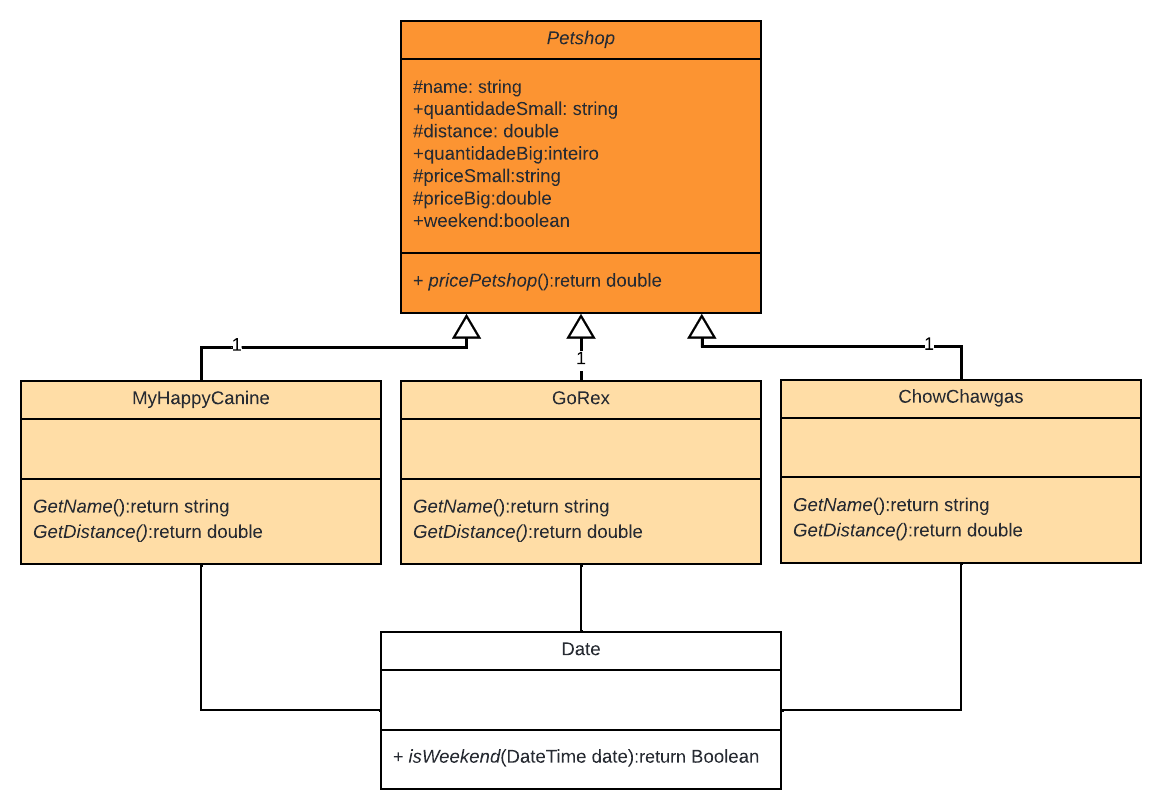 Petshop
#name: string
+quantidadeSmall: string
#distance: double
+quantidadeBig:inteiro
#priceSmall:string
#priceBig:double
+weekend:boolean
+ pricePetshop():return double
1
1
1
MyHappyCanine
GetName():return string
GetDistance():return double
GoRex
GetName():return string
GetDistance():return double
ChowChawgas
GetName():return string
GetDistance():return double
Date
+ isWeekend(DateTime date):return Boolean